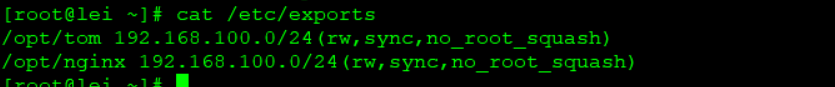 [root@lei ~]# cat /etc/exports
/opt/tom 192.168.100.0/24(rw,sync,no_root_squash)
/opt/nginx 192.168.100.0/24(rw,sync,no_root_squash)
[root@lei ~]#